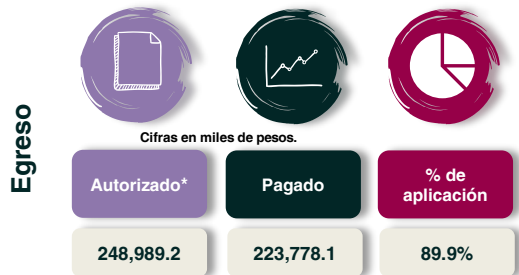 Egreso
Cifras en miles de pesos.
Autorizado*
Pagado
% de
aplicación
248,989.2
223,778.1
89.9%